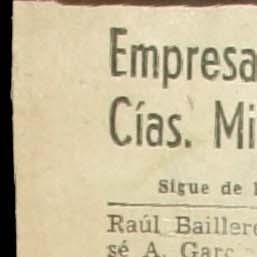 Empresa
Cías. Mi
Sigue de l
Raúl Baillere
sé A. Garc